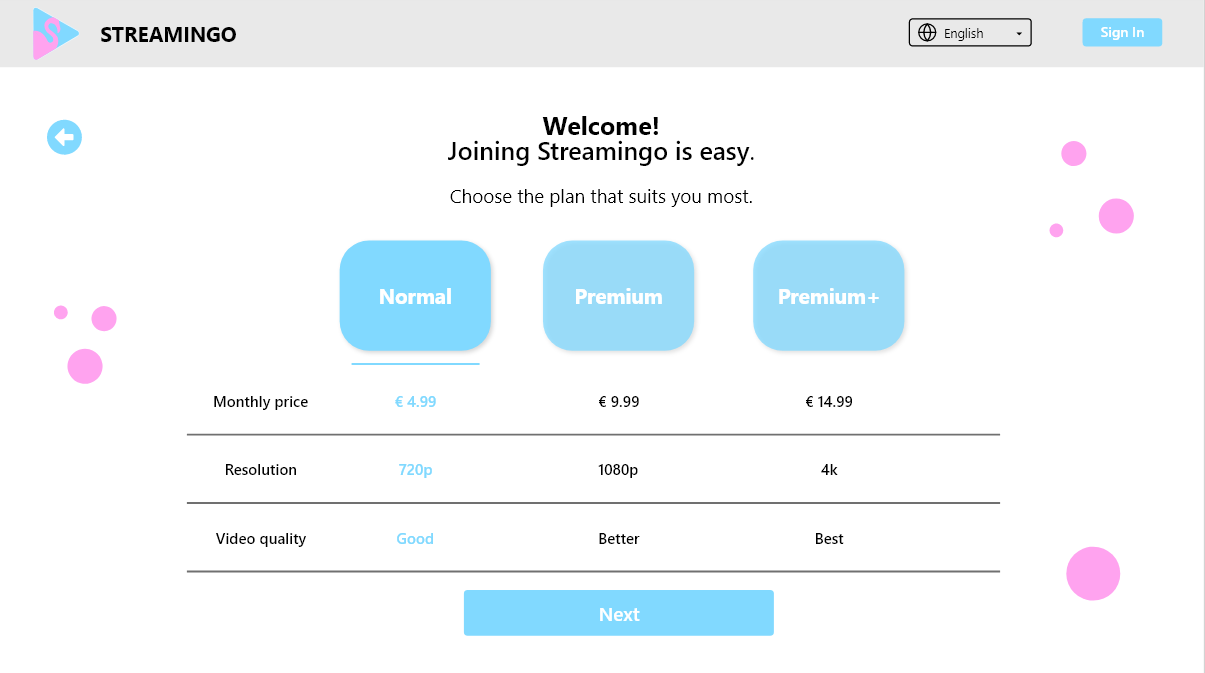 STREAMINGO
English
Sign In
Welcome!
Joining Streamingo is easy.
Choose the plan that suits you most.
Normal Premium Premium+
Monthly price € 4.99 € 9.99 € 14.99
Resolution 720p 1080p 4k
Video quality Good Better Best
Next